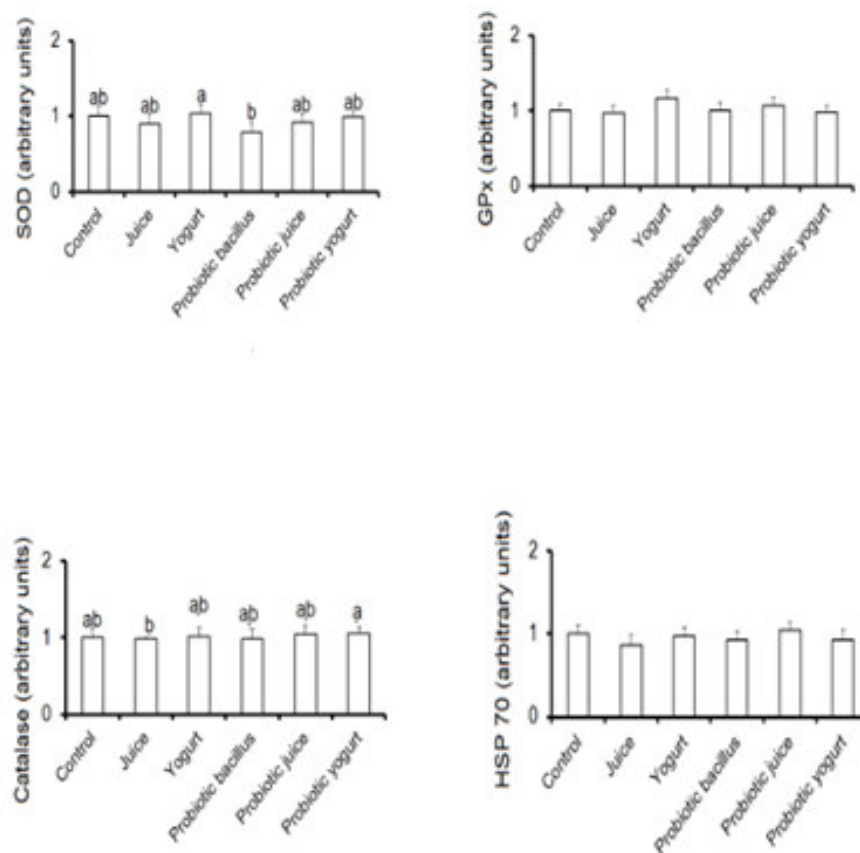 SOD (arbitrary units)
2
1
0
ab
ab
a
b
ab
ab
Control
Juice
Yogurt
Probiotic bacillus
Probiotic juice
Probiotic yogurt
GPx (arbitrary units)
2
1
0
Control
Juice
Yogurt
Probiotic bacillus
Probiotic juice
Probiotic yogurt
Catalase (arbitrary units)
2
1
0
ab
b
ab
ab
ab
a
Control
Juice
Yogurt
Probiotic bacillus
Probiotic juice
Probiotic yogurt
HSP 70 (arbitrary units)
2
1
0
Control
Juice
Yogurt
Probiotic bacillus
Probiotic juice
Probiotic yogurt